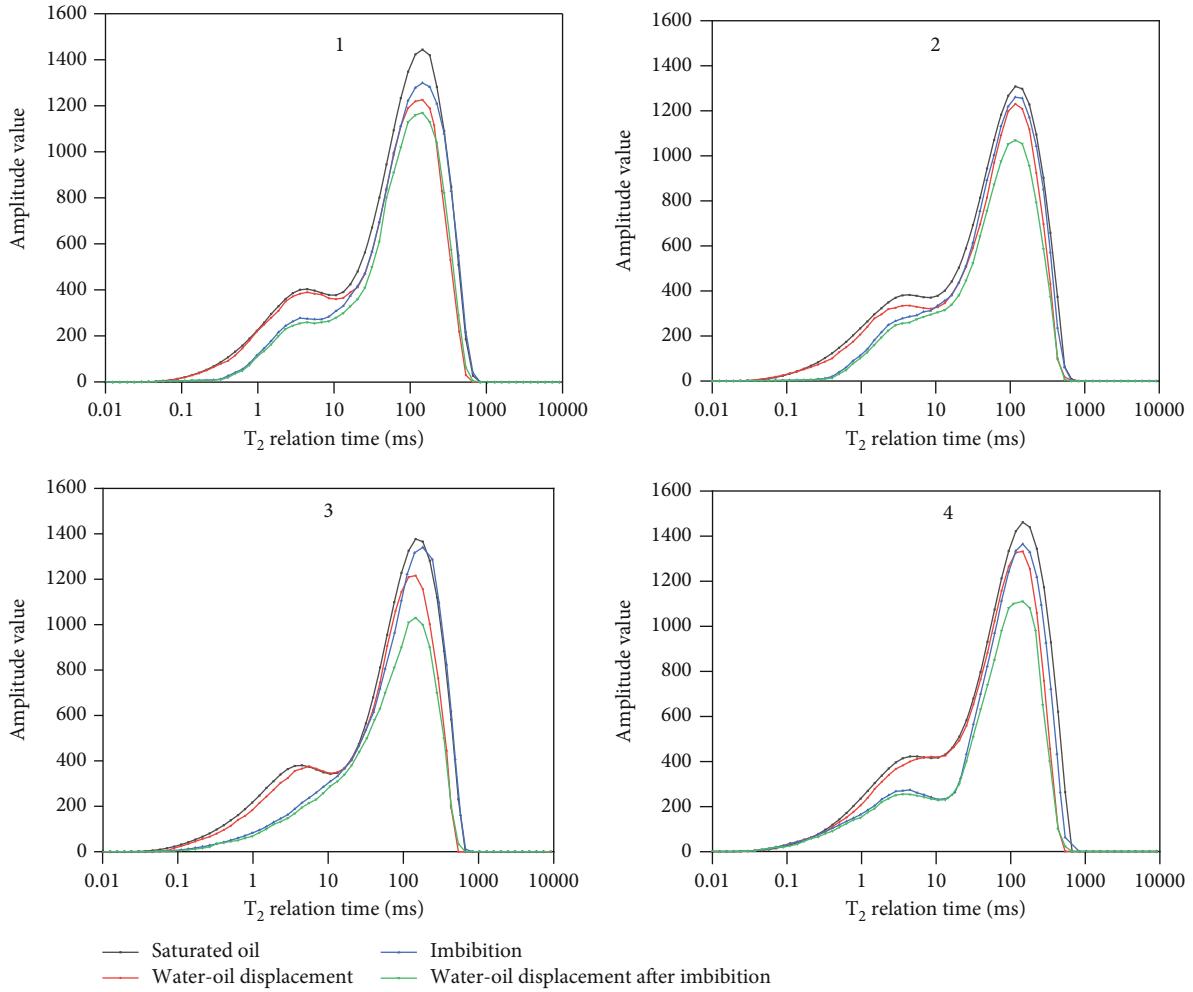 1
1600
1400
1200
1000
800
600
400
200
0
Amplitude value
0.01 0.1 1 10 100 1000 10000
T₂ relation time (ms)
2
1600
1400
1200
1000
800
600
400
200
0
Amplitude value
0.01 0.1 1 10 100 1000 10000
T₂ relation time (ms)
3
1600
1400
1200
1000
800
600
400
200
0
Amplitude value
0.01 0.1 1 10 100 1000 10000
T₂ relation time (ms)
4
1600
1400
1200
1000
800
600
400
200
0
Amplitude value
0.01 0.1 1 10 100 1000 10000
T₂ relation time (ms)
Saturated oil
Water-oil displacement
Imbibition
Water-oil displacement after imbibition